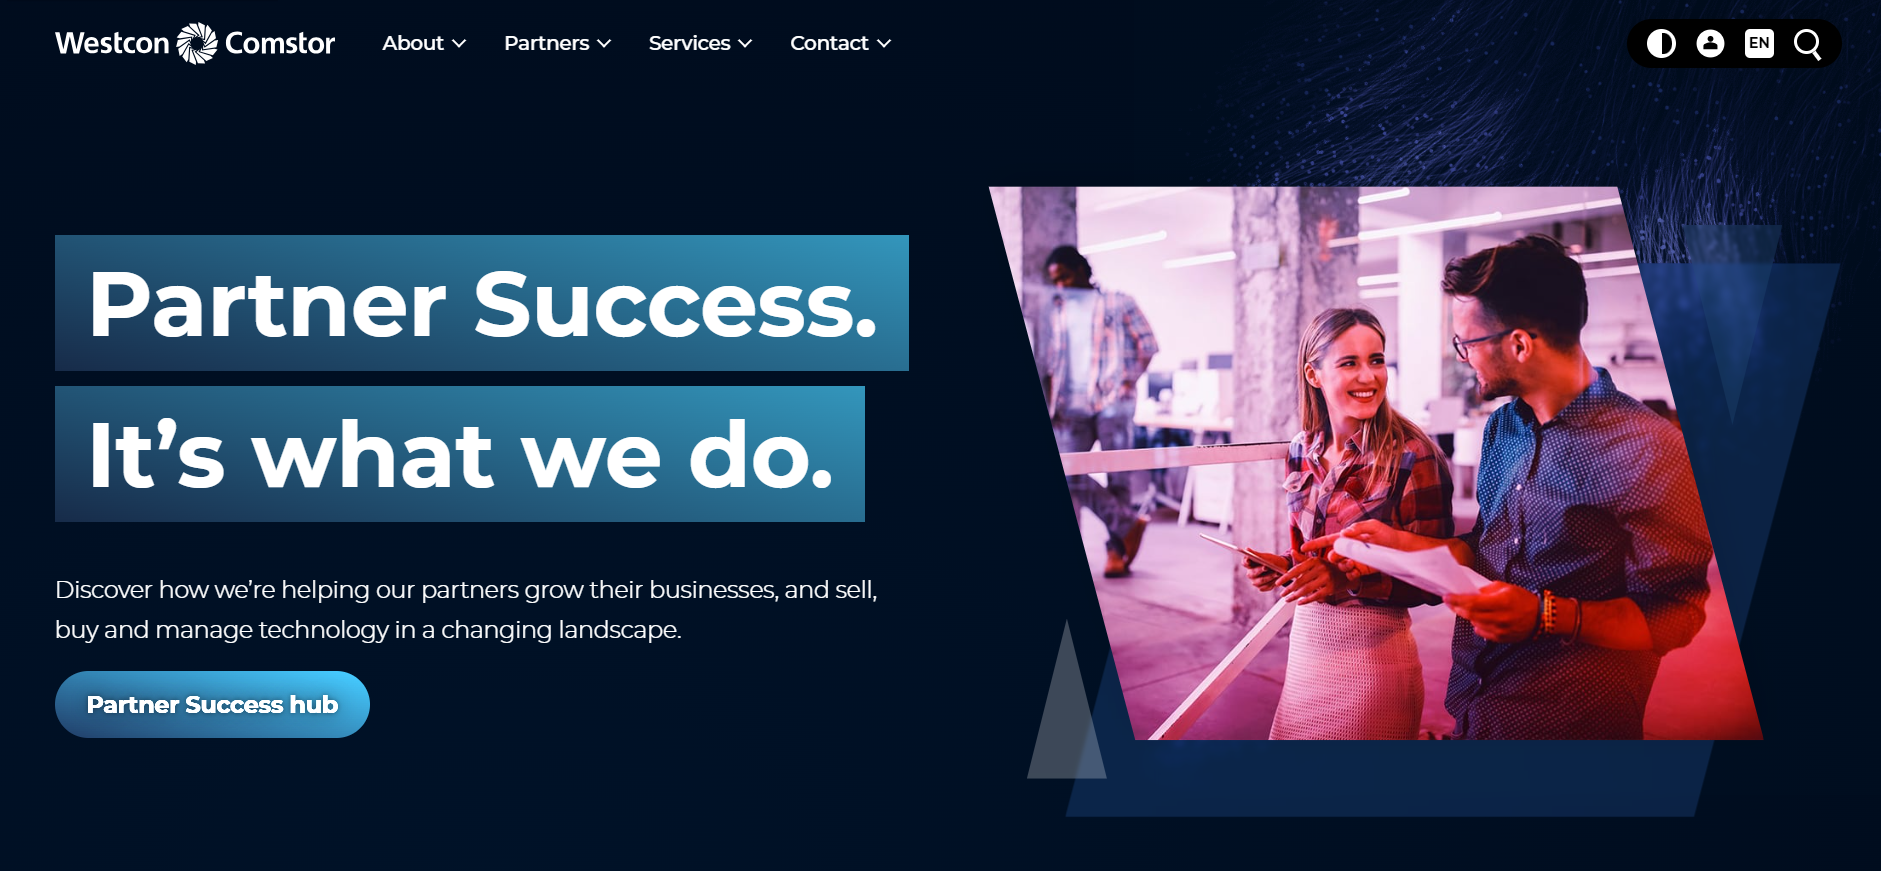 Westcon Comstor
About
Partners
Services
Contact
EN
Partner Success.
It’s what we do.
Discover how we’re helping our partners grow their businesses, and sell,
buy and manage technology in a changing landscape.
Partner Success hub